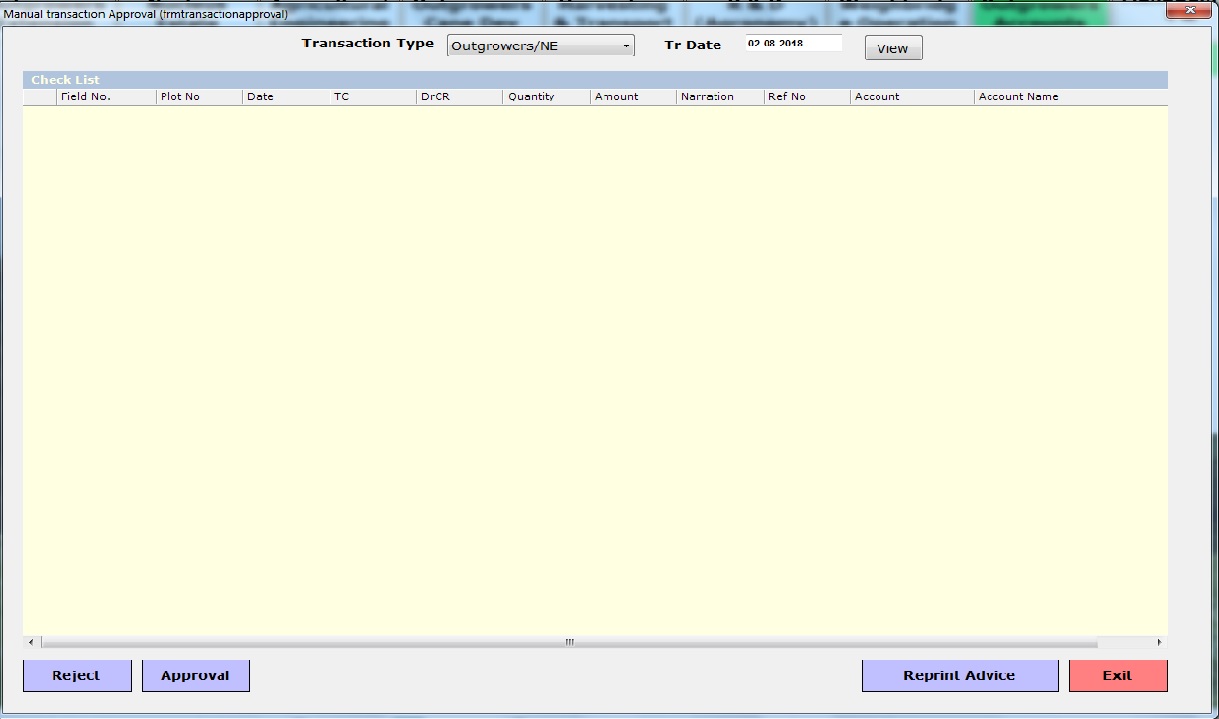 Manual transaction Approval (frmtransactionapproval)
Transaction Type Outgrowers/NE Tr Date 02 08 2018 View
Check List
Field No. Plot No Date TC DrCR Quantity Amount Narration Ref No Account Account Name
Reject Approval Reprint Advice Exit